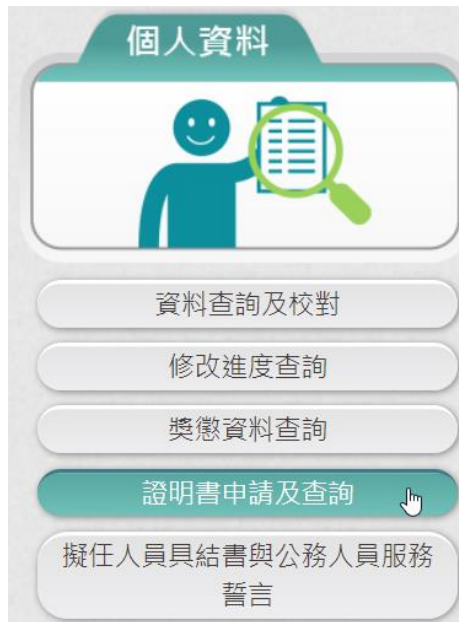 個人資料
資料查詢及校對
修改進度查詢
獎懲資料查詢
證明書申請及查詢
擬任人員具結書與公務人員服務
誓言